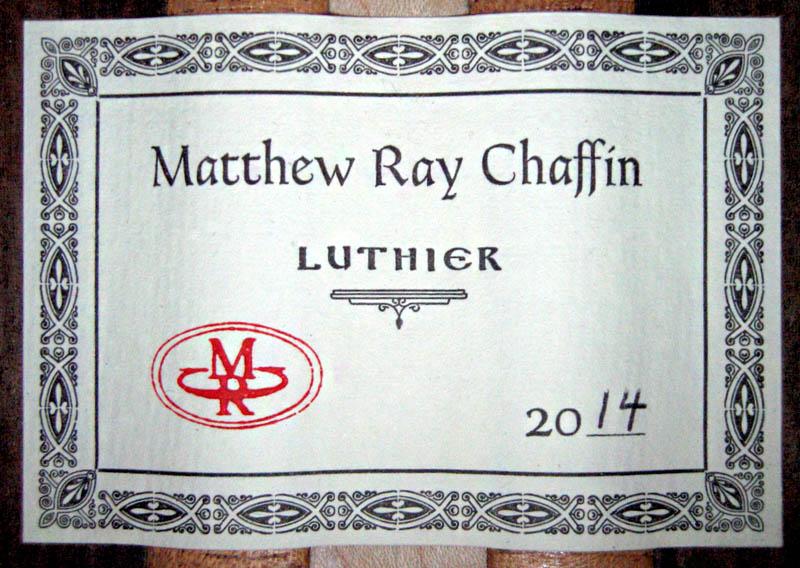 Matthew Ray Chaffin
LUTHIER
MR
2014